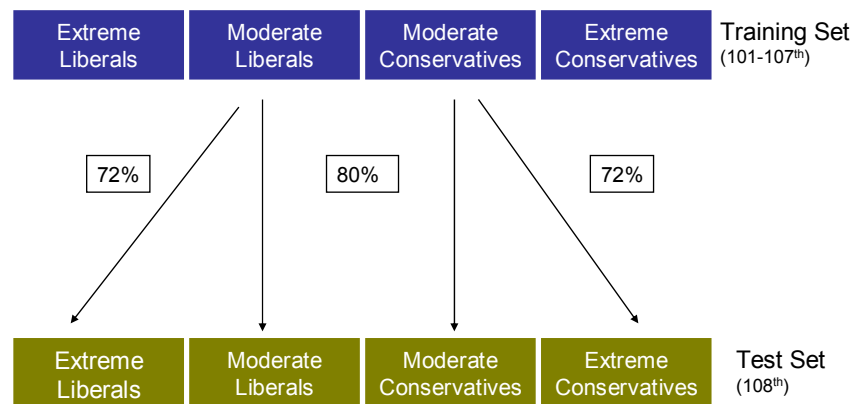 Extreme
Liberals
Moderate
Liberals
Moderate
Conservatives
Extreme
Conservatives
Training Set
(101-107th)
72%
80%
72%
Extreme
Liberals
Moderate
Liberals
Moderate
Conservatives
Extreme
Conservatives
Test Set
(108th)